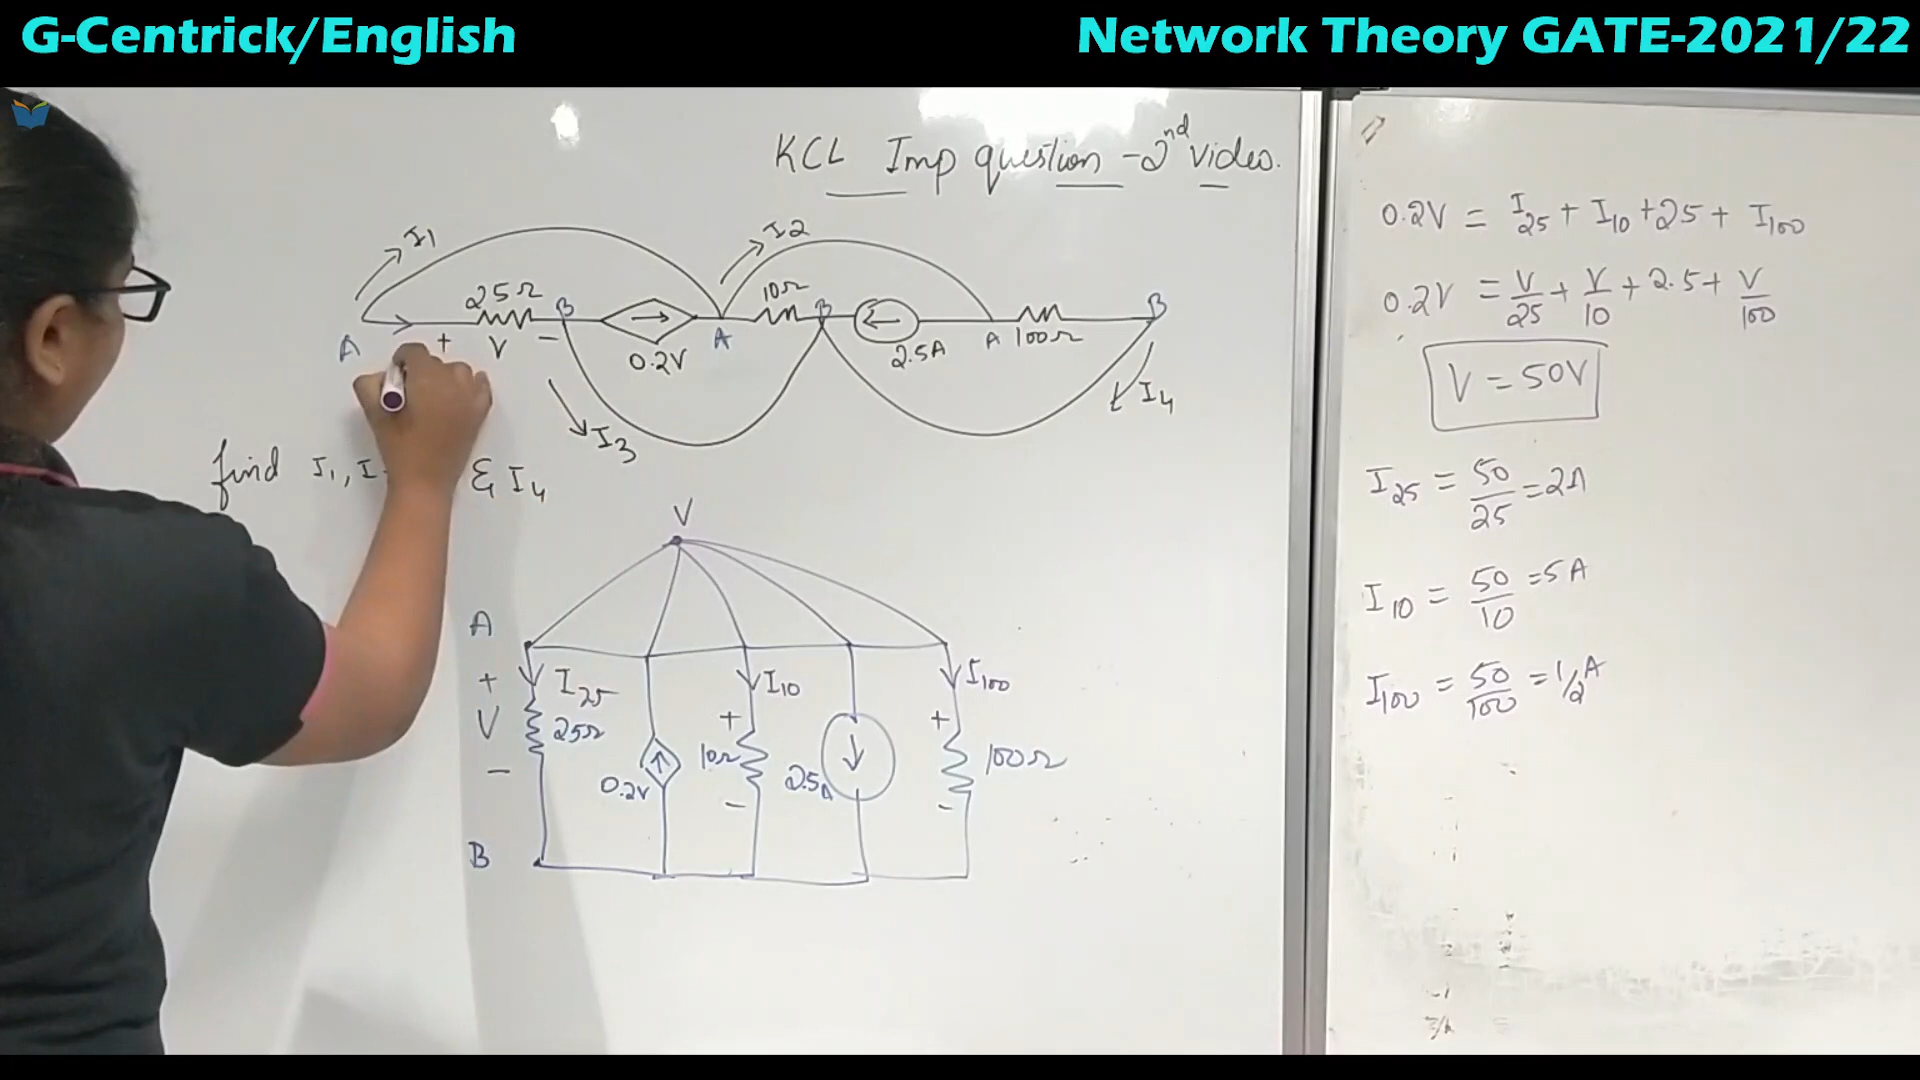 G-Centrick/English
Network Theory GATE-2021/22
KCL Imp question -2nd video.
I1
I2
25Ω
B
10Ω
B
B
A
+ V -
0.2V
A
2.5A
A
100Ω
I3
I4
find I1, I
& I4
V
A
+
V
-
B
I25
25Ω
0.2V
I10
+
10Ω
-
2.5A
I100
+
100Ω
-
0.2V = I25 + I10 + 25 + I100
0.2V = V/25 + V/10 + 2.5 + V/100
V = 50V
I25 = 50/25 = 2A
I10 = 50/10 = 5A
I100 = 50/100 = 1/2 A